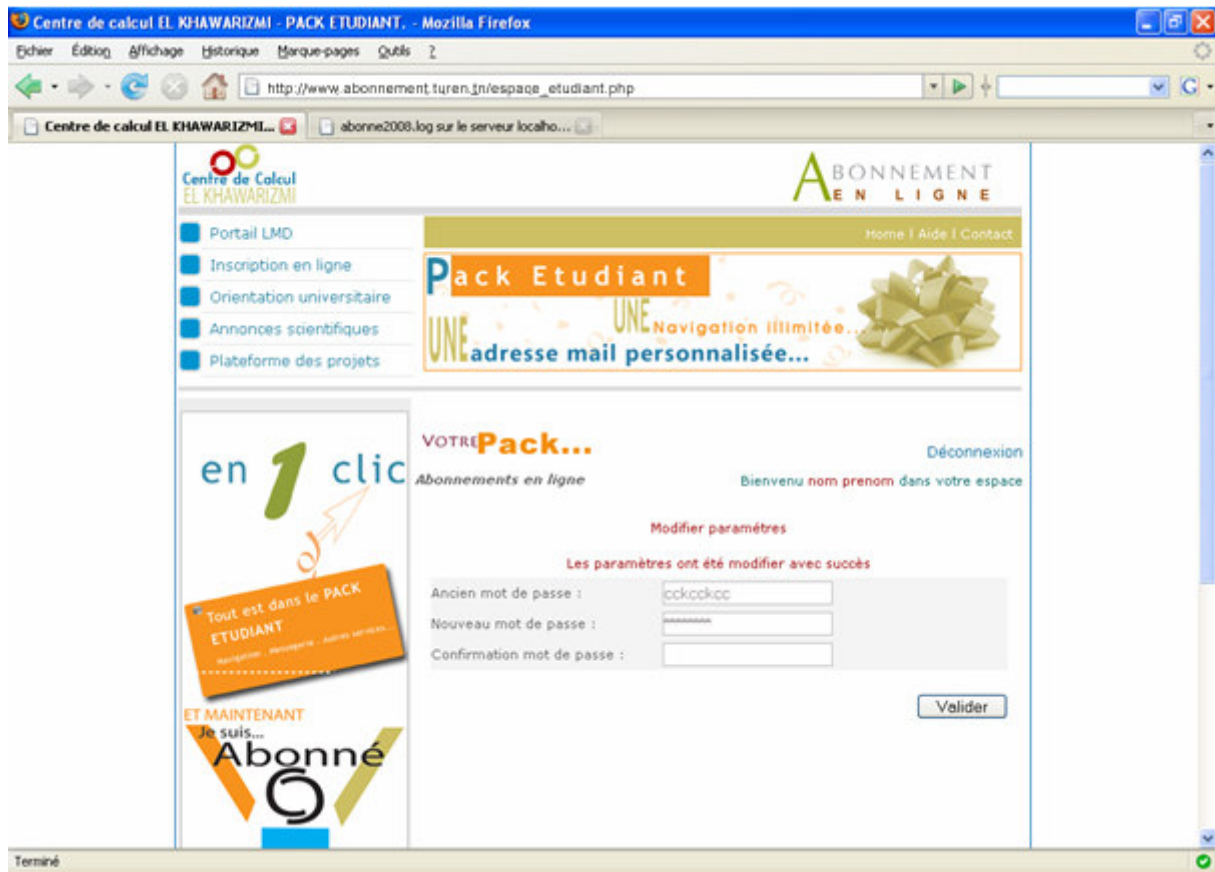 Centre de calcul EL KHAWARIZMI - PACK ETUDIANT. - Mozilla Firefox
Fichier Édition Affichage Historique Marque-pages Outils ?
http://www.abonnement.turen.tn/espace_etudiant.php
G
Centre de calcul EL KHAWARIZMI...
abonne2008.log sur le serveur localho...
Centre de Calcul
EL KHAWARIZMI
ABONNEMENT
EN LIGNE
Portail LMD
Inscription en ligne
Orientation universitaire
Annonces scientifiques
Plateforme des projets
Home | Aide | Contact
Pack Etudiant
UNE Navigation illimitée...
UNE adresse mail personnalisée...
en 1 clic
Tout est dans le PACK
ETUDIANT
Navigation . Messagerie . Autres services...
ET MAINTENANT
Je suis...
Abonné
VOTRE Pack...
Déconnexion
Abonnements en ligne
Bienvenu nom prenom dans votre espace
Modifier paramétres
Les paramètres ont été modifier avec succès
Ancien mot de passe : cckcckcc
Nouveau mot de passe : ********
Confirmation mot de passe :
Valider
Terminé